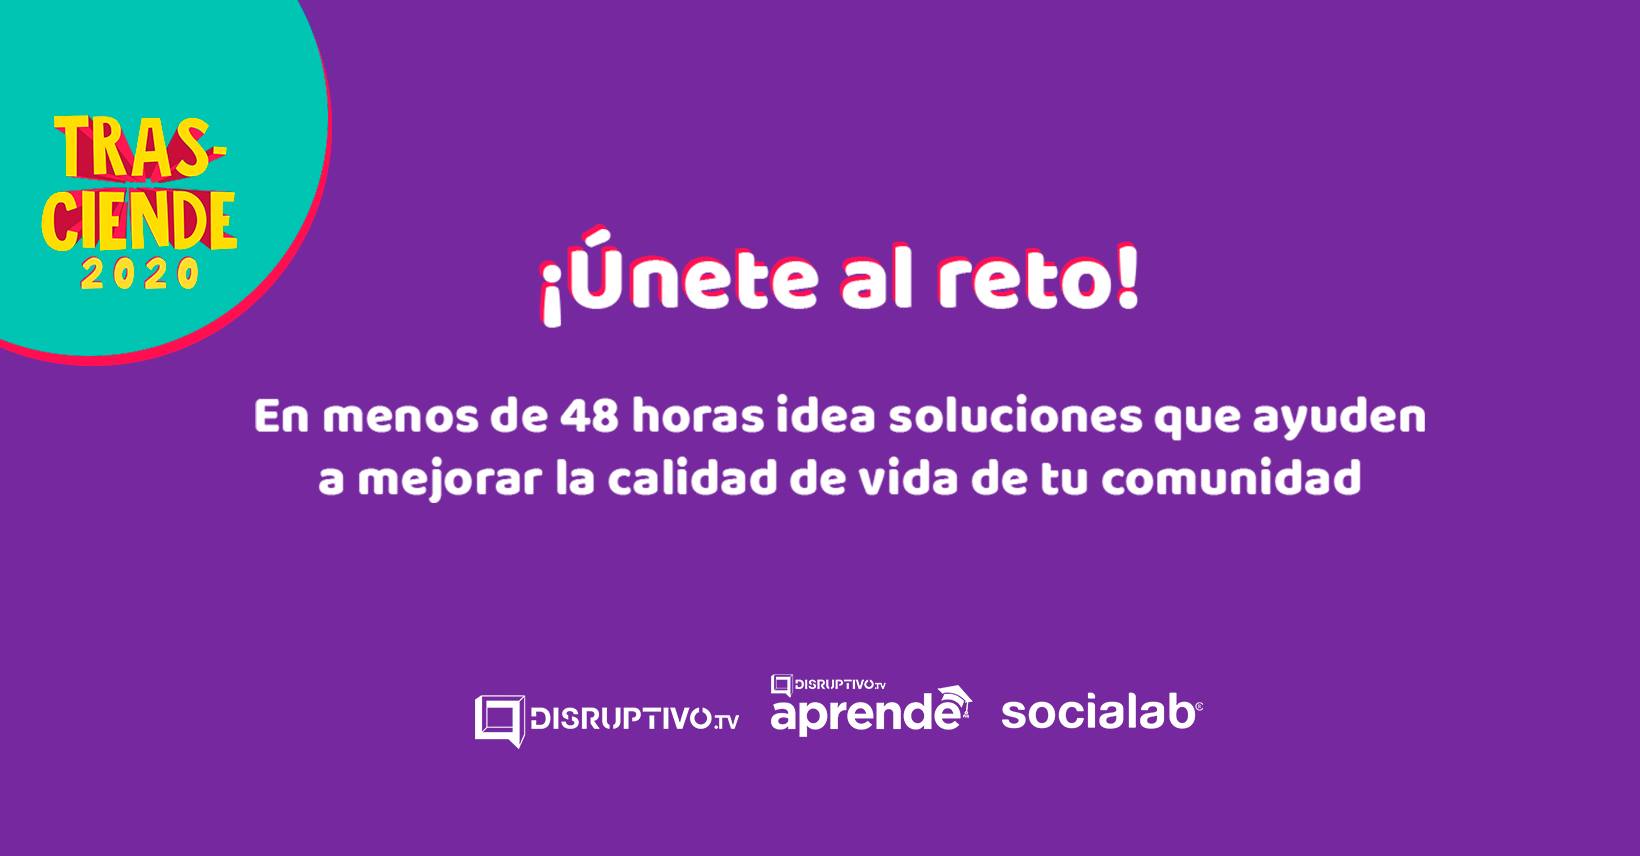 TRAS-
CIENDE
2020
¡Únete al reto!
En menos de 48 horas idea soluciones que ayuden
a mejorar la calidad de vida de tu comunidad
DISRUPTIVO.TV
DISRUPTIVO.TV
aprende
socialab